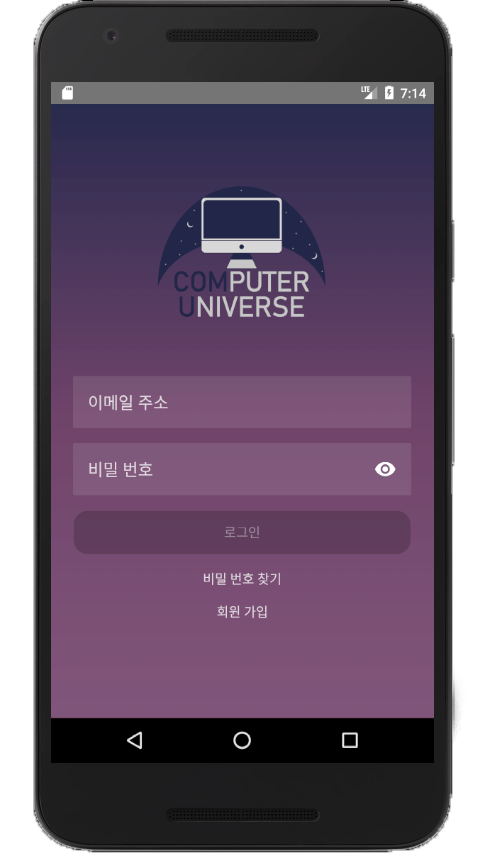 LTE 7:14
COMPUTER
UNIVERSE
이메일 주소
비밀 번호
로그인
비밀 번호 찾기
회원 가입